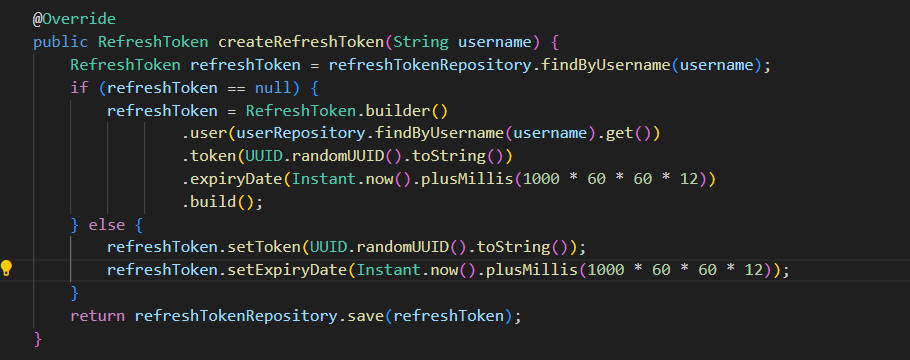 @Override
public RefreshToken createRefreshToken(String username) {
RefreshToken refreshToken = refreshTokenRepository.findByUsername(username);
if (refreshToken == null) {
refreshToken = RefreshToken.builder()
.user(userRepository.findByUsername(username).get())
.token(UUID.randomUUID().toString())
.expiryDate(Instant.now().plusMillis(1000 * 60 * 60 * 12))
.build();
} else {
refreshToken.setToken(UUID.randomUUID().toString());
refreshToken.setExpiryDate(Instant.now().plusMillis(1000 * 60 * 60 * 12));
}
return refreshTokenRepository.save(refreshToken);
}